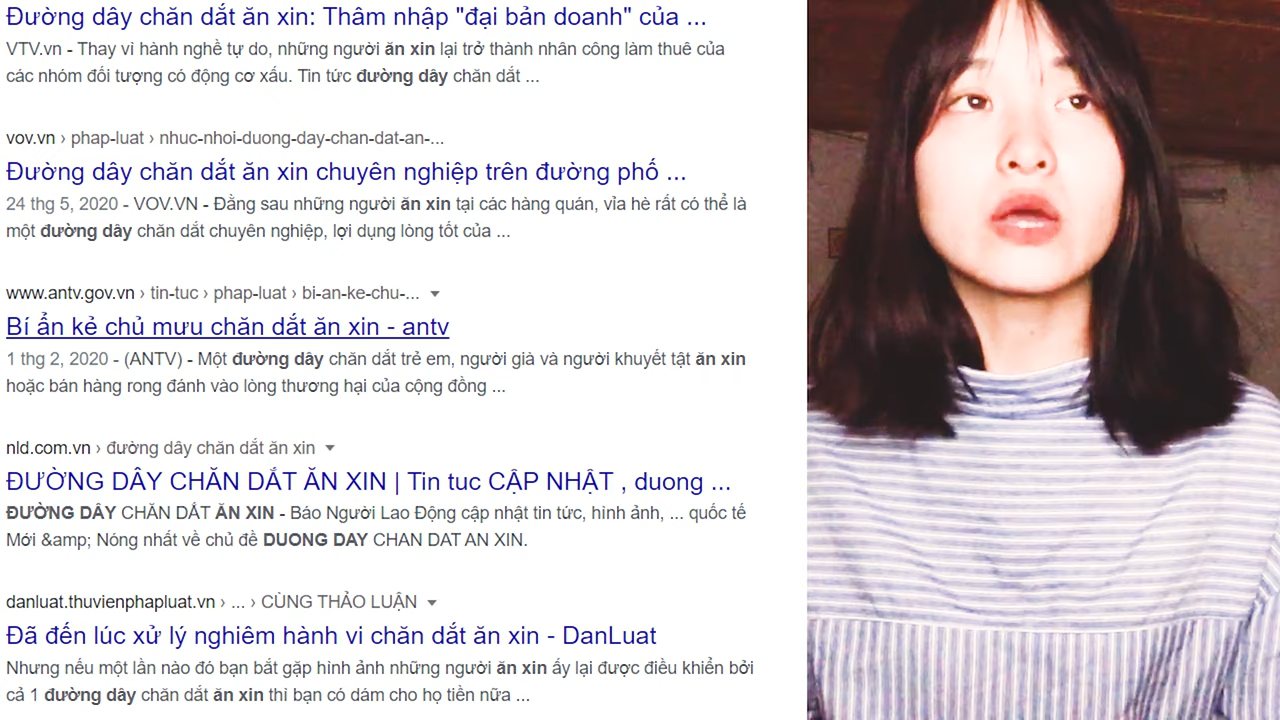 Đường dây chăn dắt ăn xin: Thâm nhập "đại bản doanh" của ...
VTV.vn - Thay vì hành nghề tự do, những người ăn xin lại trở thành nhân công làm thuê của
các nhóm đối tượng có động cơ xấu. Tin tức đường dây chăn dắt ...
vov.vn › phap-luat › nhuc-nhoi-duong-day-chan-dat-an-...
Đường dây chăn dắt ăn xin chuyên nghiệp trên đường phố ...
24 thg 5, 2020 - VOV.VN - Đằng sau những người ăn xin tại các hàng quán, vỉa hè rất có thể là
một đường dây chăn dắt chuyên nghiệp, lợi dụng lòng tốt của ...
www.antv.gov.vn › tin-tuc › phap-luat › bi-an-ke-chu-...
Bí ẩn kẻ chủ mưu chăn dắt ăn xin - antv
1 thg 2, 2020 - (ANTV) - Một đường dây chăn dắt trẻ em, người già và người khuyết tật ăn xin
hoặc bán hàng rong đánh vào lòng thương hại của cộng đồng ...
nld.com.vn › đường dây chăn dắt ăn xin
ĐƯỜNG DÂY CHĂN DẮT ĂN XIN | Tin tuc CẬP NHẬT , duong ...
ĐƯỜNG DÂY CHĂN DẮT ĂN XIN - Báo Người Lao Động cập nhật tin tức, hình ảnh, ... quốc tế
Mới &amp; Nóng nhất về chủ đề DUONG DAY CHAN DAT AN XIN.
danluat.thuvienphapluat.vn › ... › CÙNG THẢO LUẬN
Đã đến lúc xử lý nghiêm hành vi chăn dắt ăn xin - DanLuat
Nhưng nếu một lần nào đó bạn bắt gặp hình ảnh những người ăn xin ấy lại được điều khiển bởi
cả 1 đường dây chăn dắt ăn xin thì bạn có dám cho họ tiền nữa ...